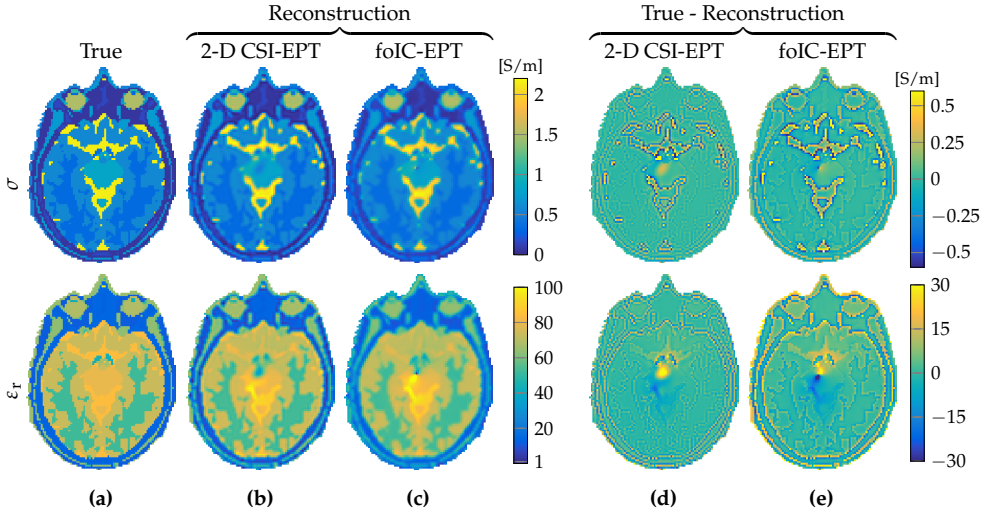 Reconstruction
True - Reconstruction
True
2-D CSI-EPT
foIC-EPT
2-D CSI-EPT
foIC-EPT
[S/m]
[S/m]
σ
2
1.5
1
0.5
0
0.5
0.25
0
−0.25
−0.5
εr
100
80
60
40
20
1
30
15
0
−15
−30
(a)
(b)
(c)
(d)
(e)